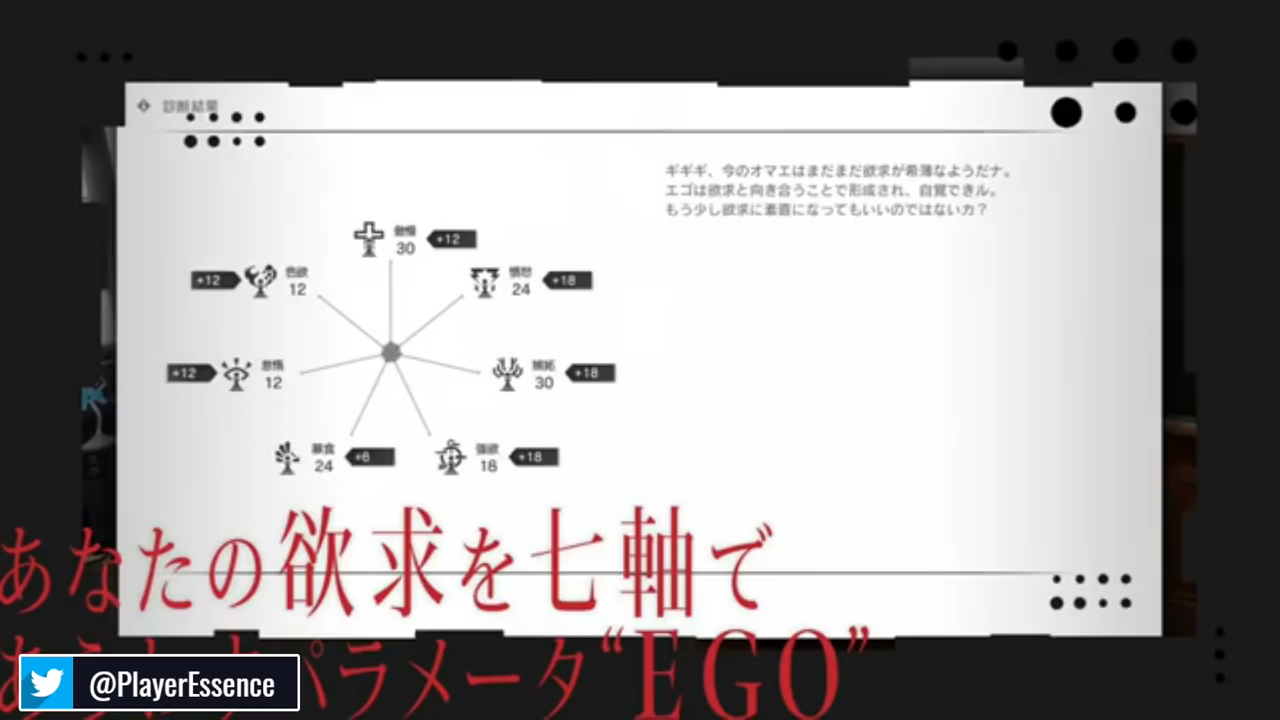 診断結果
傲慢
30
+12
+12
色欲
12
憤怒
24
+18
+12
怠惰
12
嫉妬
30
+18
暴食
24
+6
強欲
18
+18
ギギギ、今のオマエはまだまだ欲求が希薄なようだナ。
エゴは欲求と向き合うことで形成され、自覚できル。
もう少し欲求に素直になってもいいのではないカ?
あなたの欲求を七軸で
あらわすパラメータ“EGO”
@PlayerEssence